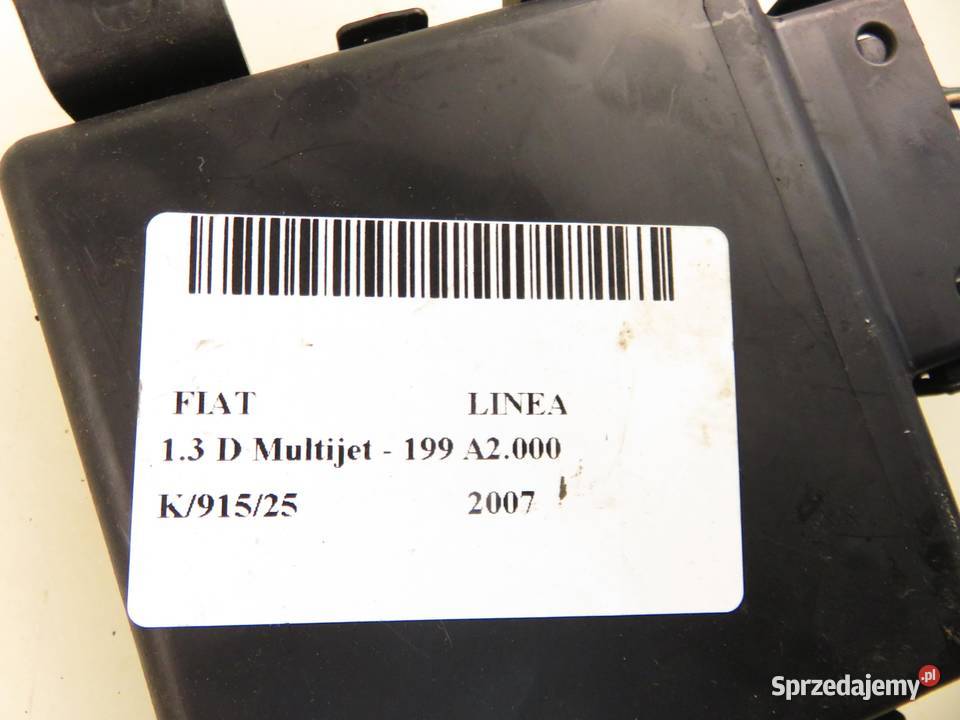 FIAT LINEA
1.3 D Multijet - 199 A2.000
K/915/25 2007
Sprzedajemy.pl